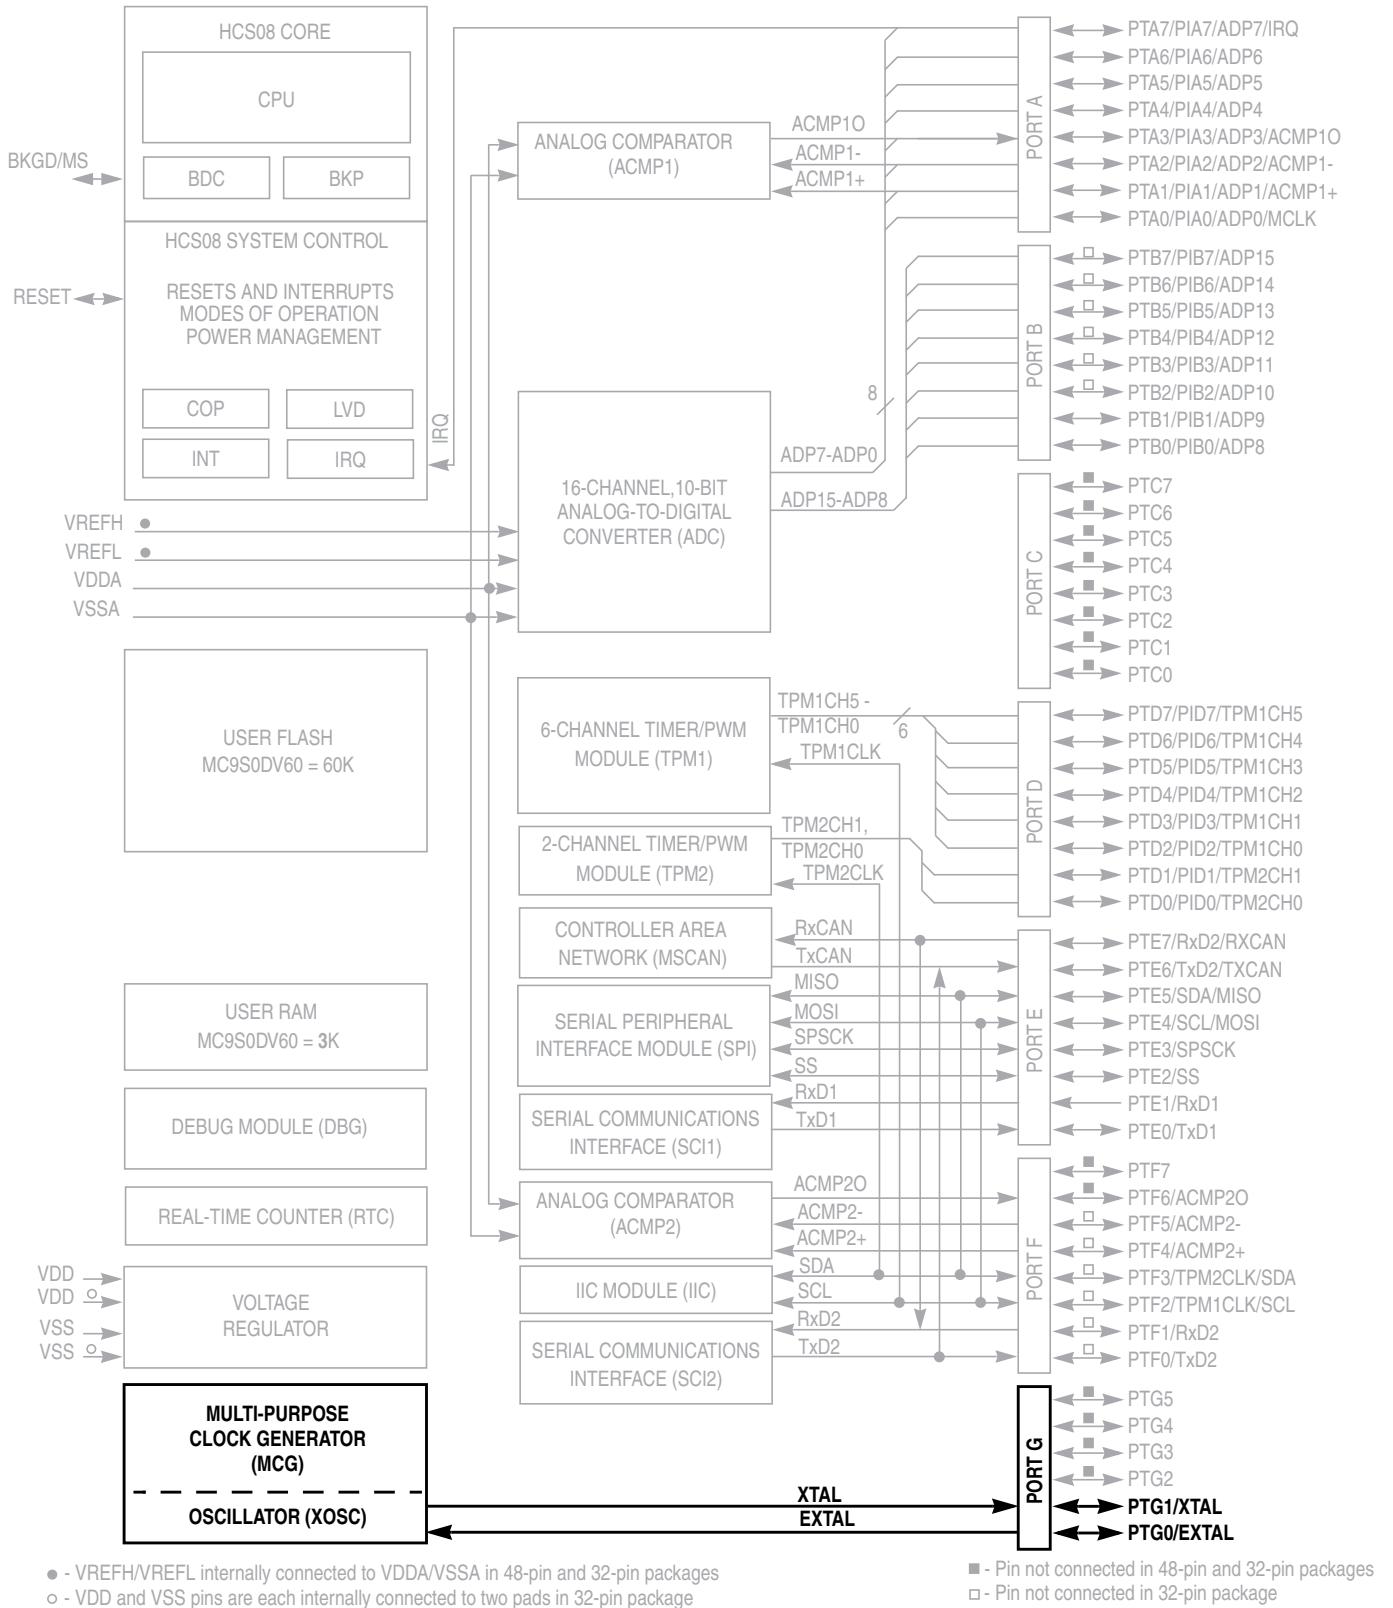 HCS08 CORE
CPU
BDC
BKP
BKGD/MS
HCS08 SYSTEM CONTROL
RESETS AND INTERRUPTS
MODES OF OPERATION
POWER MANAGEMENT
RESET
COP
LVD
INT
IRQ
IRQ
VREFH
VREFL
VDDA
VSSA
USER FLASH
MC9S0DV60 = 60K
USER RAM
MC9S0DV60 = 3K
DEBUG MODULE (DBG)
REAL-TIME COUNTER (RTC)
VDD
VDD
VSS
VSS
VOLTAGE
REGULATOR
MULTI-PURPOSE
CLOCK GENERATOR
(MCG)
OSCILLATOR (XOSC)
ANALOG COMPARATOR
(ACMP1)
ACMP1O
ACMP1-
ACMP1+
16-CHANNEL,10-BIT
ANALOG-TO-DIGITAL
CONVERTER (ADC)
8
ADP7-ADP0
ADP15-ADP8
6-CHANNEL TIMER/PWM
MODULE (TPM1)
TPM1CH5 -
TPM1CH0
6
TPM1CLK
2-CHANNEL TIMER/PWM
MODULE (TPM2)
TPM2CH1,
TPM2CH0
TPM2CLK
CONTROLLER AREA
NETWORK (MSCAN)
RxCAN
TxCAN
SERIAL PERIPHERAL
INTERFACE MODULE (SPI)
MISO
MOSI
SPSCK
SS
SERIAL COMMUNICATIONS
INTERFACE (SCI1)
RxD1
TxD1
ANALOG COMPARATOR
(ACMP2)
ACMP2O
ACMP2-
ACMP2+
IIC MODULE (IIC)
SDA
SCL
SERIAL COMMUNICATIONS
INTERFACE (SCI2)
RxD2
TxD2
XTAL
EXTAL
PORT A
PTA7/PIA7/ADP7/IRQ
PTA6/PIA6/ADP6
PTA5/PIA5/ADP5
PTA4/PIA4/ADP4
PTA3/PIA3/ADP3/ACMP1O
PTA2/PIA2/ADP2/ACMP1-
PTA1/PIA1/ADP1/ACMP1+
PTA0/PIA0/ADP0/MCLK
PORT B
PTB7/PIB7/ADP15
PTB6/PIB6/ADP14
PTB5/PIB5/ADP13
PTB4/PIB4/ADP12
PTB3/PIB3/ADP11
PTB2/PIB2/ADP10
PTB1/PIB1/ADP9
PTB0/PIB0/ADP8
PORT C
PTC7
PTC6
PTC5
PTC4
PTC3
PTC2
PTC1
PTC0
PORT D
PTD7/PID7/TPM1CH5
PTD6/PID6/TPM1CH4
PTD5/PID5/TPM1CH3
PTD4/PID4/TPM1CH2
PTD3/PID3/TPM1CH1
PTD2/PID2/TPM1CH0
PTD1/PID1/TPM2CH1
PTD0/PID0/TPM2CH0
PORT E
PTE7/RxD2/RXCAN
PTE6/TxD2/TXCAN
PTE5/SDA/MISO
PTE4/SCL/MOSI
PTE3/SPSCK
PTE2/SS
PTE1/RxD1
PTE0/TxD1
PORT F
PTF7
PTF6/ACMP2O
PTF5/ACMP2-
PTF4/ACMP2+
PTF3/TPM2CLK/SDA
PTF2/TPM1CLK/SCL
PTF1/RxD2
PTF0/TxD2
PORT G
PTG5
PTG4
PTG3
PTG2
PTG1/XTAL
PTG0/EXTAL
● - VREFH/VREFL internally connected to VDDA/VSSA in 48-pin and 32-pin packages
○ - VDD and VSS pins are each internally connected to two pads in 32-pin package
■ - Pin not connected in 48-pin and 32-pin packages
□ - Pin not connected in 32-pin package